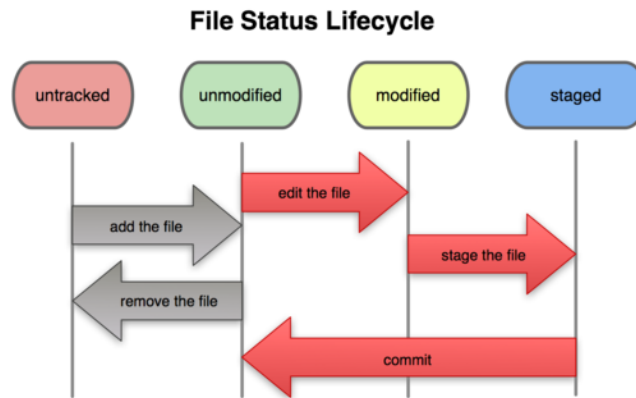 File Status Lifecycle
untracked
unmodified
modified
staged
edit the file
add the file
stage the file
remove the file
commit